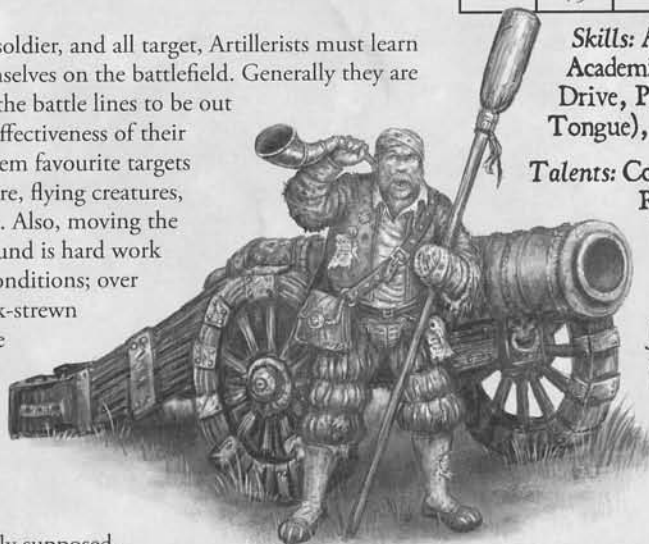 soldier, and all target, Artillerists must learn
selves on the battlefield. Generally they are
the battle lines to be out
ffectiveness of their
em favourite targets
re, flying creatures,
. Also, moving the
und is hard work
onditions; over
k-strewn
e
ly supposed
Skills:
Academi
Drive, P
Tongue),
Talents: Co